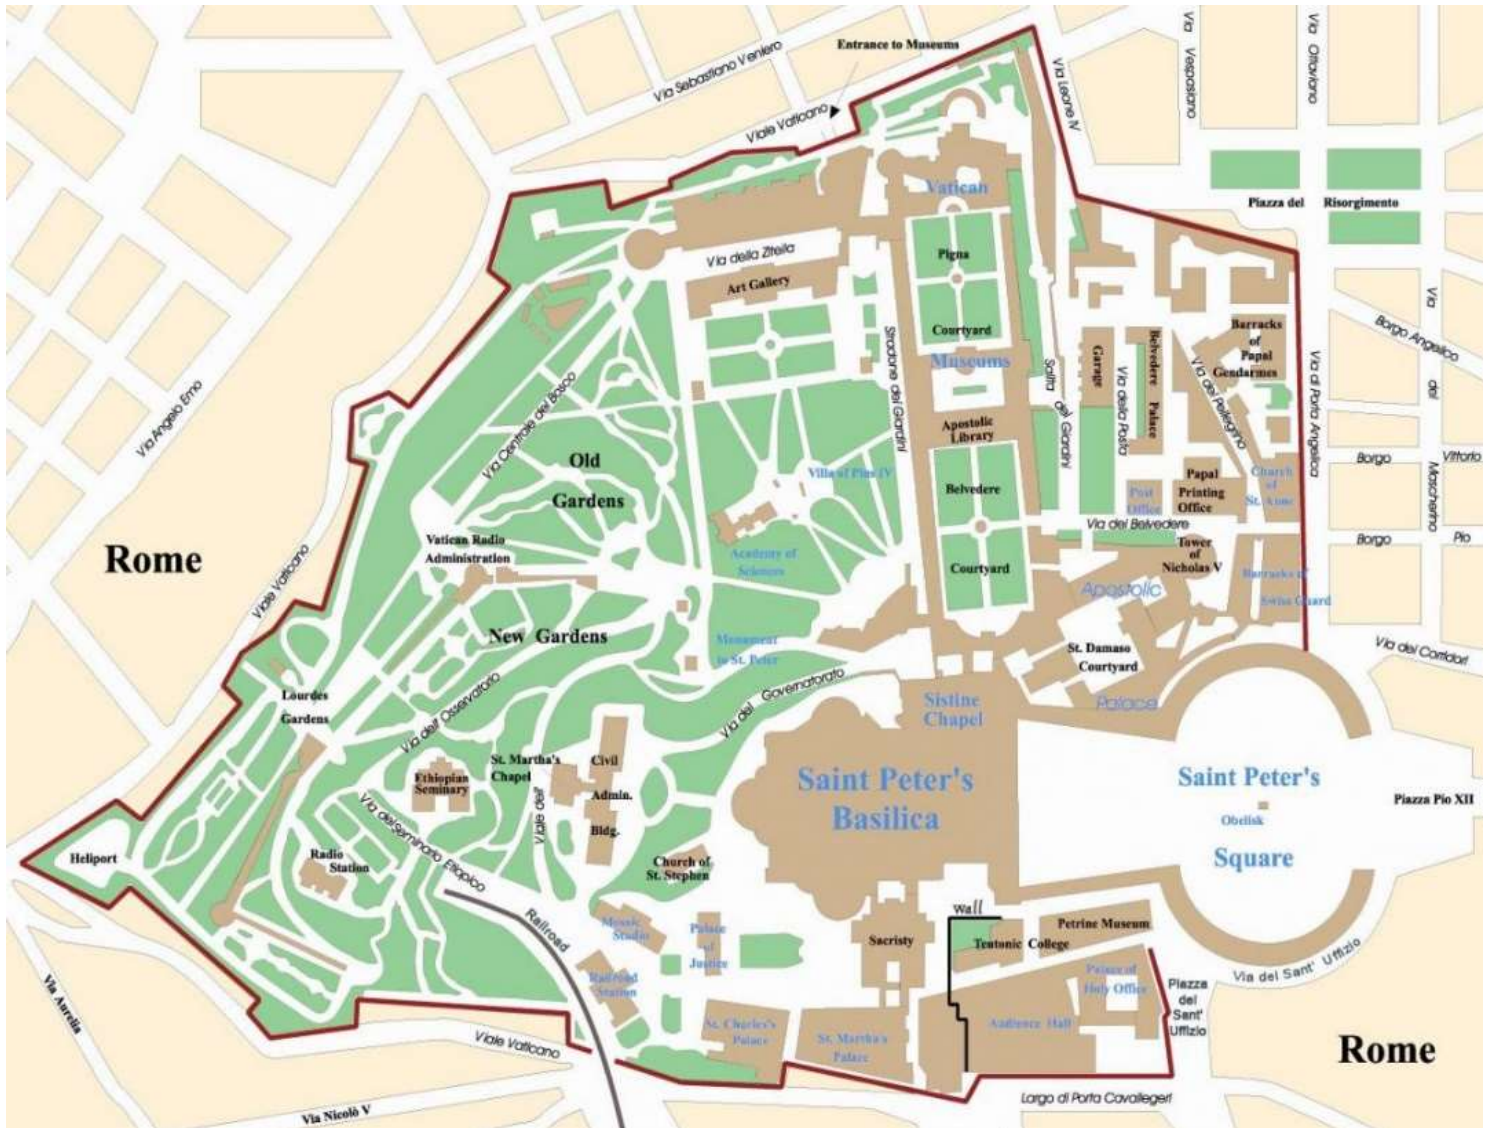 Entrance to Museums
Via Sebastiano Veniero
Viale Vaticano
Via Leone IV
Via Vespasiano
Via Ottaviano
Vatican
Piazza del Risorgimento
Via della Zitella
Art Gallery
Pigna
Courtyard
Museums
Stradone dei Giardini
Salita dei Giardini
Garage
Via della Posta
Belvedere Palace
Via del Pellegrino
Barracks
of
Papal
Gendarmes
Via di Porta Angelica
Borgo Angelico
Via del Mascherino
Via Angelo Emo
Via Centrale del Bosco
Old
Gardens
Villa of Pius IV
Apostolic
Library
Belvedere
Courtyard
Post
Office
Papal
Printing
Office
Church
of
St. Anne
Borgo Vittorio
Via del Belvedere
Borgo Pio
Rome
Vatican Radio
Administration
Academy of
Sciences
Tower
of
Nicholas V
Barracks of
Swiss Guard
Viale Vaticano
New Gardens
Monument
to St. Peter
Apostolic
St. Damaso
Courtyard
Palace
Via dei Corridori
Lourdes
Gardens
Via dell' Osservatorio
Via del Governatorato
Sistine
Chapel
St. Martha's
Chapel
Civil
Admin.
Bldg.
Ethiopian
Seminary
Viale dell'
Via del Seminario Etiopico
Saint Peter's
Basilica
Saint Peter's
Obelisk
Square
Piazza Pio XII
Heliport
Radio
Station
Church of
St. Stephen
Railroad
Mosaic
Studio
Palace
of
Justice
Railroad
Station
Sacristy
Wall
Teutonic College
Petrine Museum
Palace of
Holy Office
Via del Sant' Uffizio
Piazza
del
Sant'
Uffizio
Audience Hall
St. Charles's
Palace
St. Martha's
Palace
Via Aurelia
Viale Vaticano
Via Nicolò V
Largo di Porta Cavallegeri
Rome